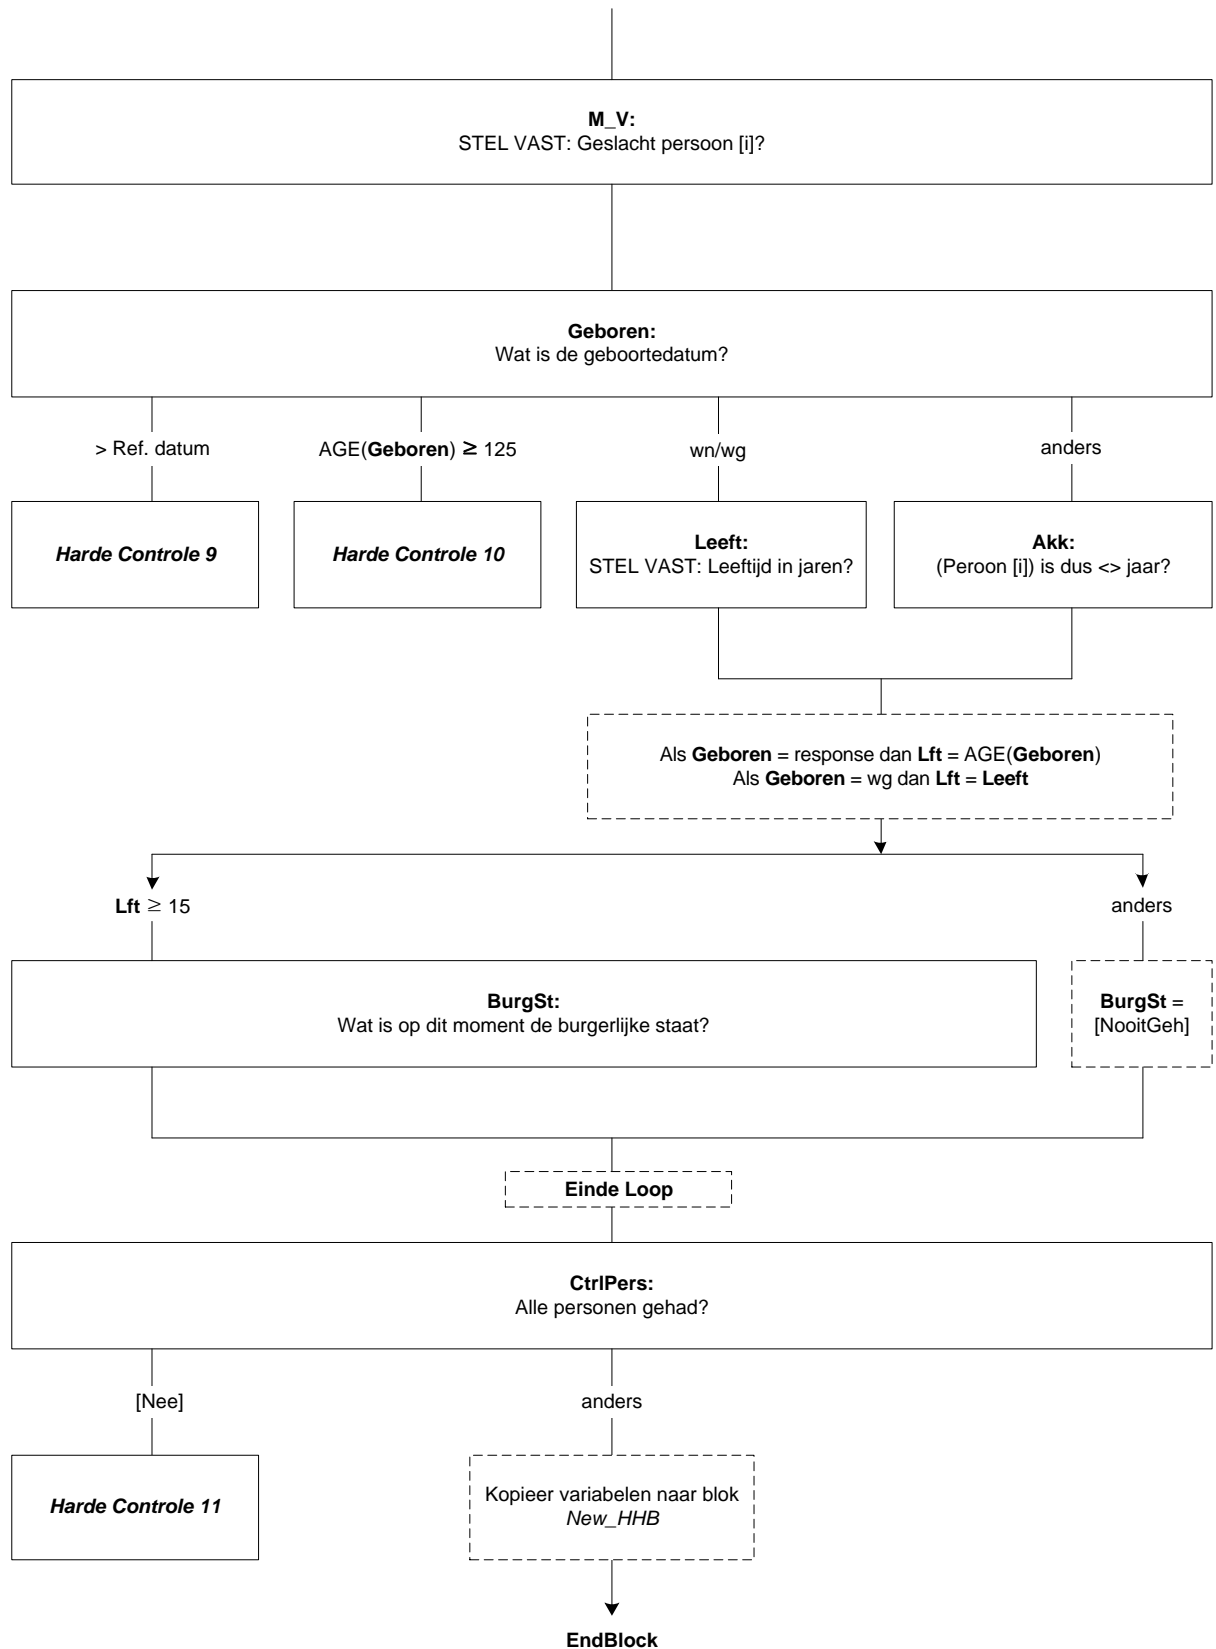 M_V:
STEL VAST: Geslacht persoon [i]?
Geboren:
Wat is de geboortedatum?
> Ref. datum
AGE(Geboren) ≥ 125
wn/wg
anders
Harde Controle 9
Harde Controle 10
Leeft:
STEL VAST: Leeftijd in jaren?
Akk:
(Peroon [i]) is dus <> jaar?
Als Geboren = response dan Lft = AGE(Geboren)
Als Geboren = wg dan Lft = Leeft
Lft ≥ 15
anders
BurgSt:
Wat is op dit moment de burgerlijke staat?
BurgSt =
[NooitGeh]
Einde Loop
CtrlPers:
Alle personen gehad?
[Nee]
anders
Harde Controle 11
Kopieer variabelen naar blok
New_HHB
EndBlock